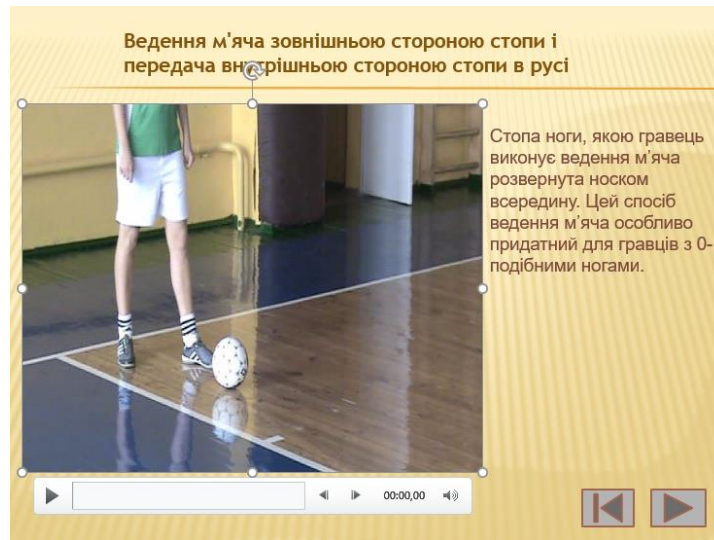 Ведення м'яча зовнішньою стороною стопи і
передача внутрішньою стороною стопи в русі
Стопа ноги, якою гравець
виконує ведення м’яча
розвернута носком
всередину. Цей спосіб
ведення м’яча особливо
придатний для гравців з 0-
подібними ногами.
00:00,00